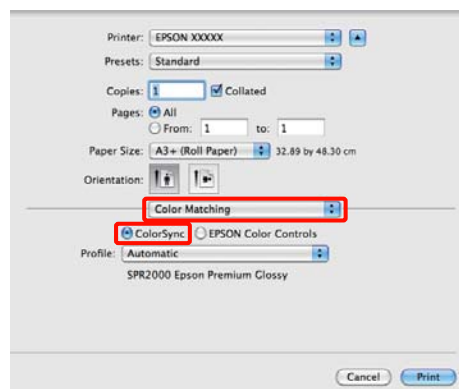 Printer: EPSON XXXXX
Presets: Standard
Copies: 1 Collated
Pages: All
From: 1 to: 1
Paper Size: A3+ (Roll Paper) 32.89 by 48.30 cm
Orientation:
Color Matching
ColorSync EPSON Color Controls
Profile: Automatic
SPR2000 Epson Premium Glossy
Cancel Print